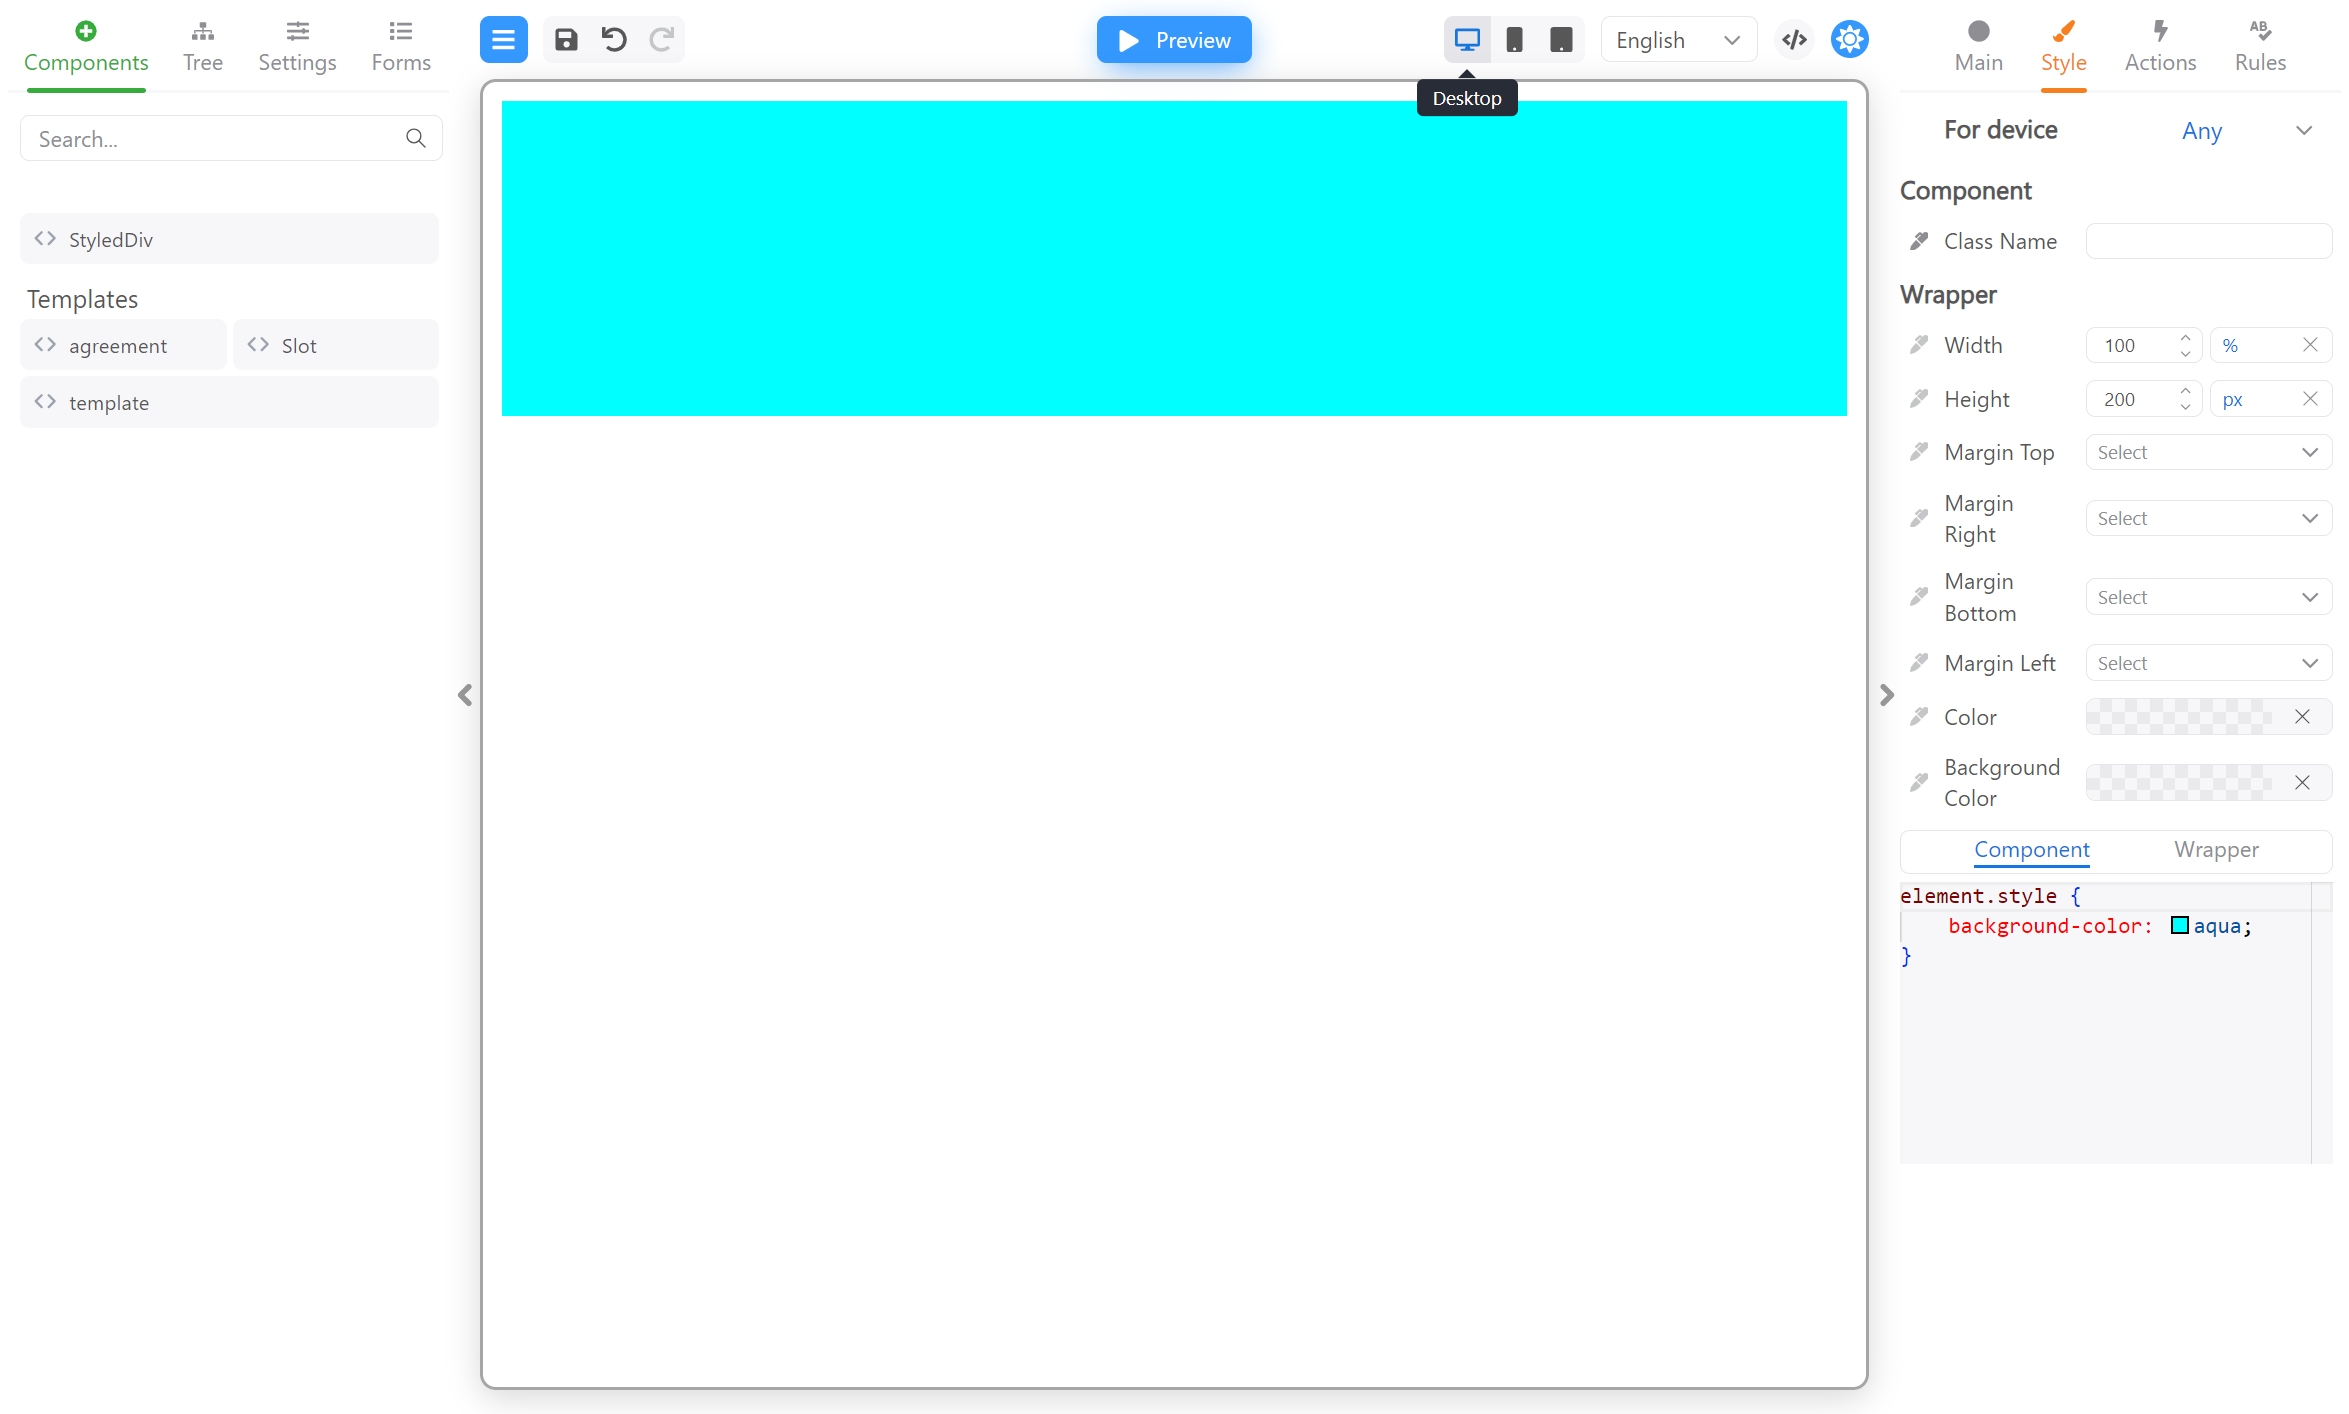 Components
Tree
Settings
Forms
Preview
English
Main
Style
Actions
Rules
Desktop
Search...
StyledDiv
Templates
agreement
Slot
template
For device
Any
Component
Class Name
Wrapper
Width
100
%
Height
200
px
Margin Top
Select
Margin
Right
Select
Margin
Bottom
Select
Margin Left
Select
Color
Background
Color
Component
Wrapper
element.style {
background-color: aqua;
}